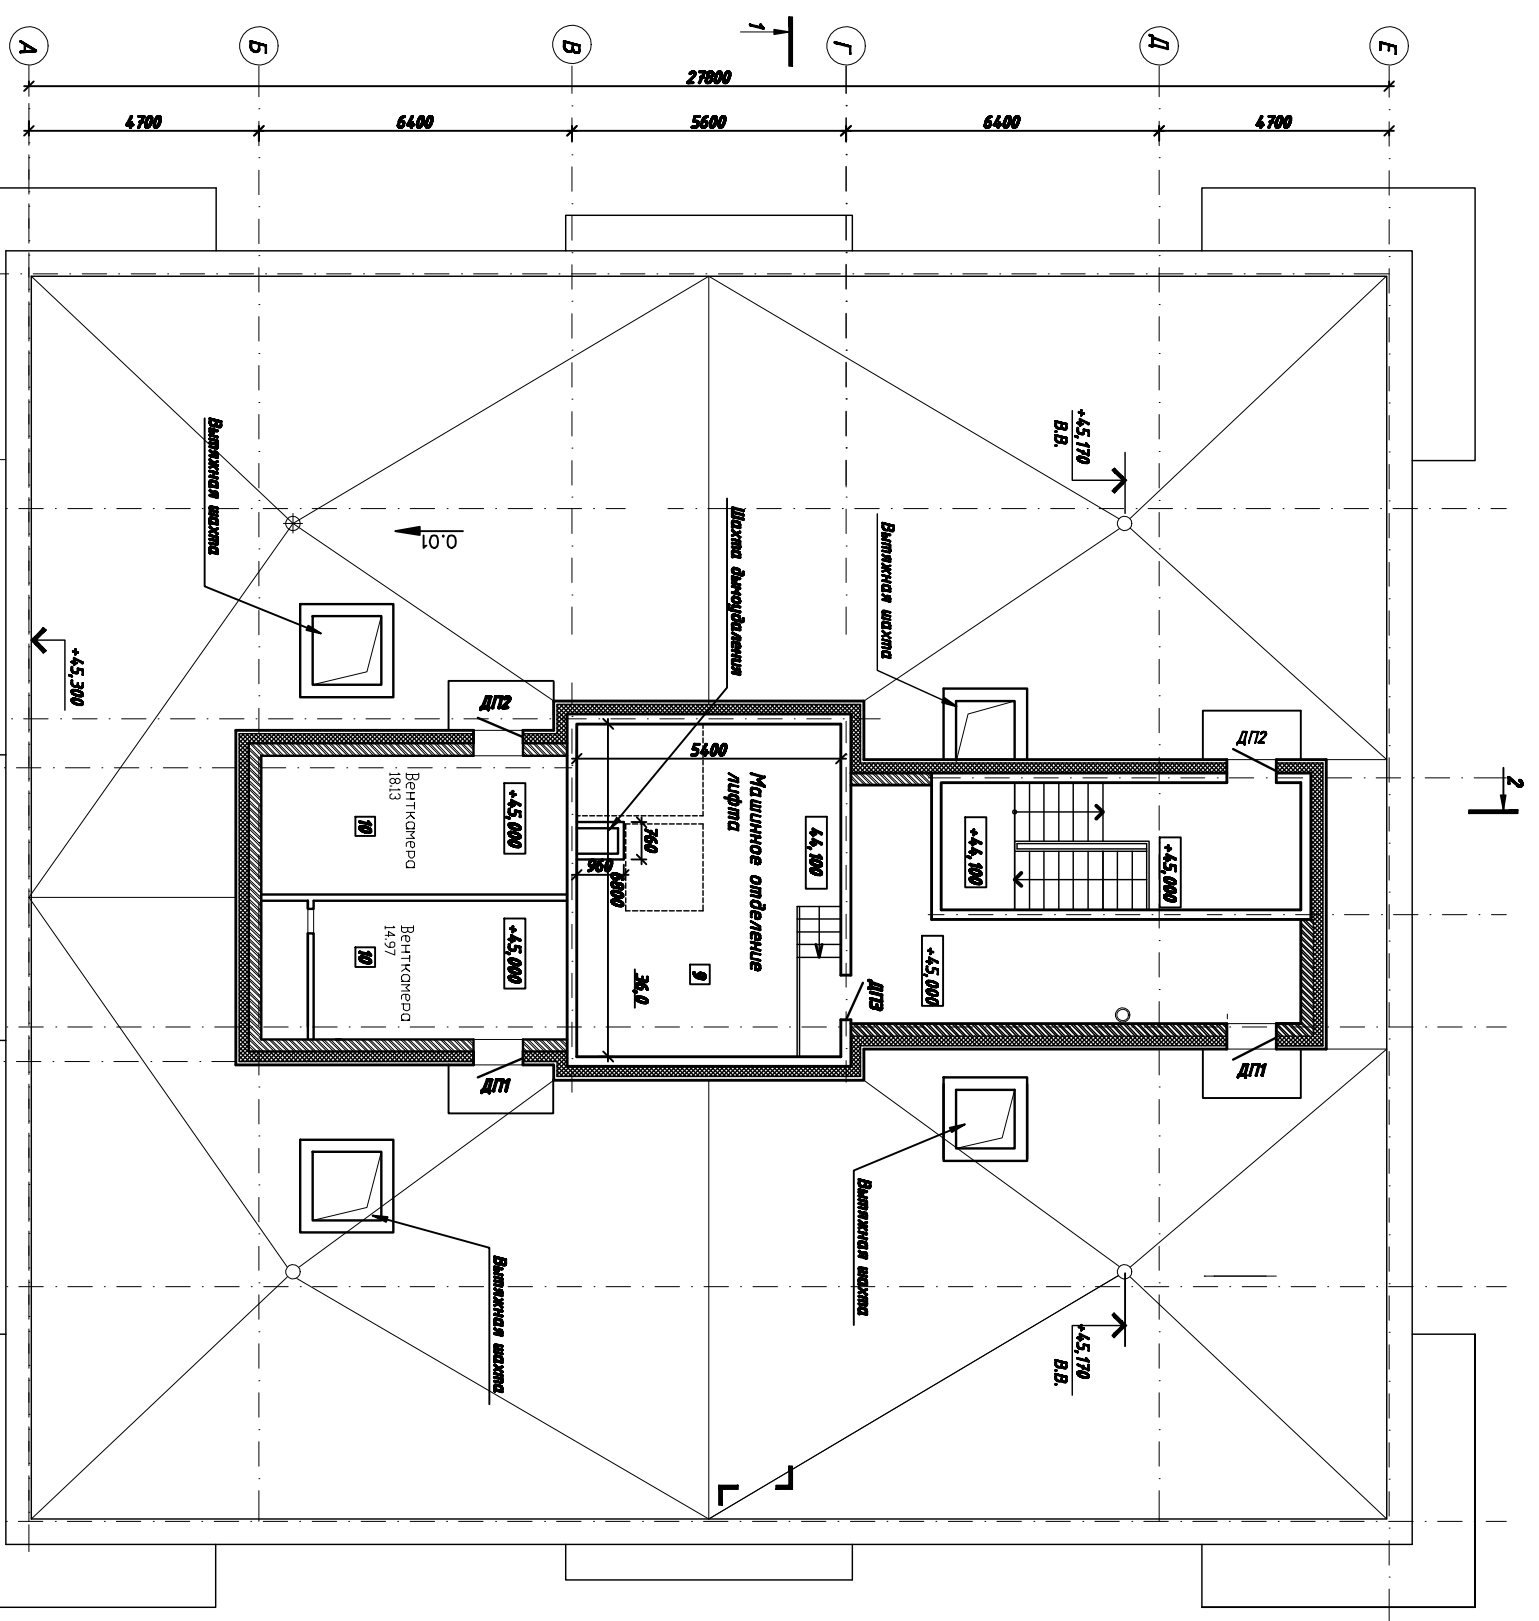 А
Б
В
1
Г
Д
Е
27800
4700
6400
5600
6400
4700
+45,170
В.В.
Вытяжная шахта
Шахта дымоудаления
Вытяжная шахта
0.01
+45,300
ДП2
ДП2
2
5400
Машинное отделение
лифта
44,100
+44,100
+45,000
Венткамера
18.13
10
+45,000
760
960
6800
Венткамера
14.97
10
+45,000
36,0
9
ДП3
+45,000
ДП1
ДП1
Вытяжная шахта
Вытяжная шахта
+45,170
В.В.